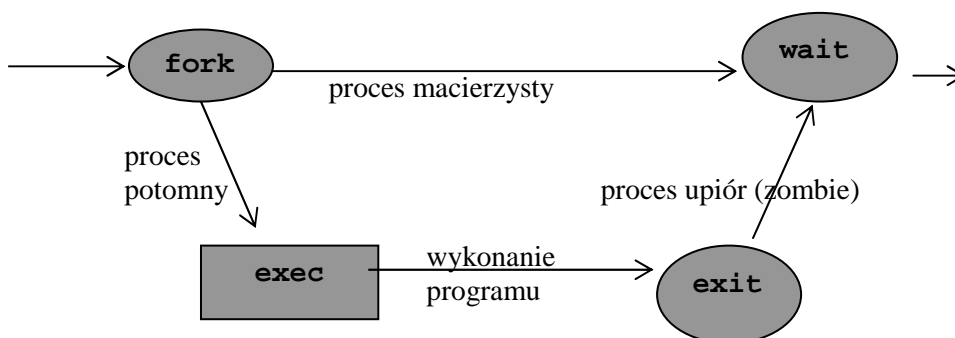 fork
wait
proces macierzysty
proces
potomny
proces upiór (zombie)
exec
wykonanie
programu
exit